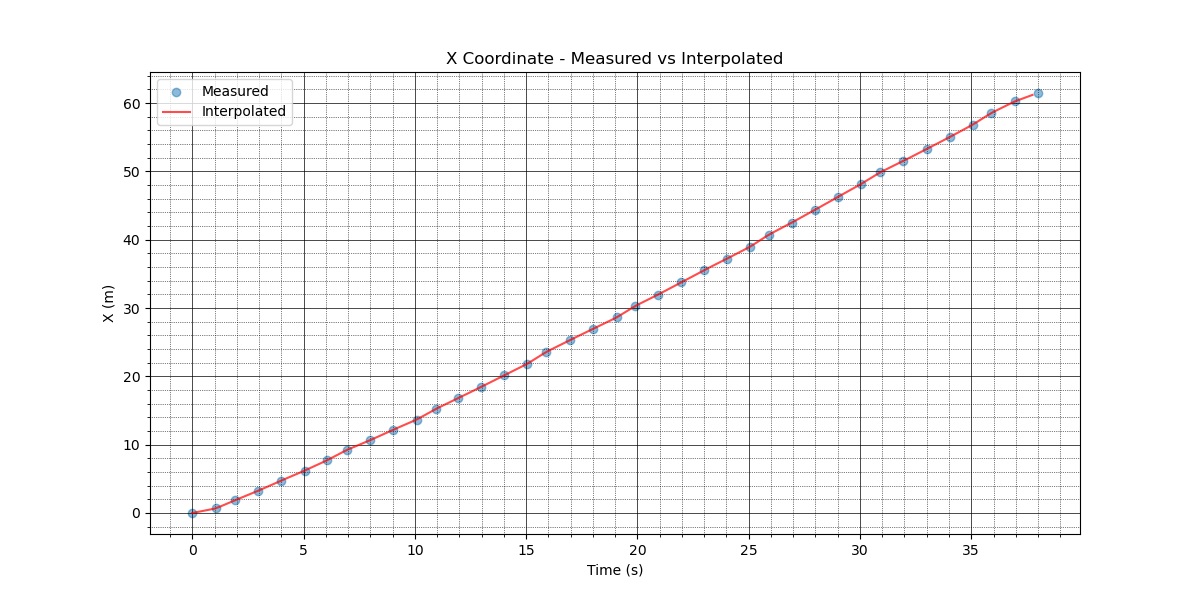 X Coordinate - Measured vs Interpolated
Measured
Interpolated
60
50
40
30
20
10
0
X (m)
0 5 10 15 20 25 30 35
Time (s)